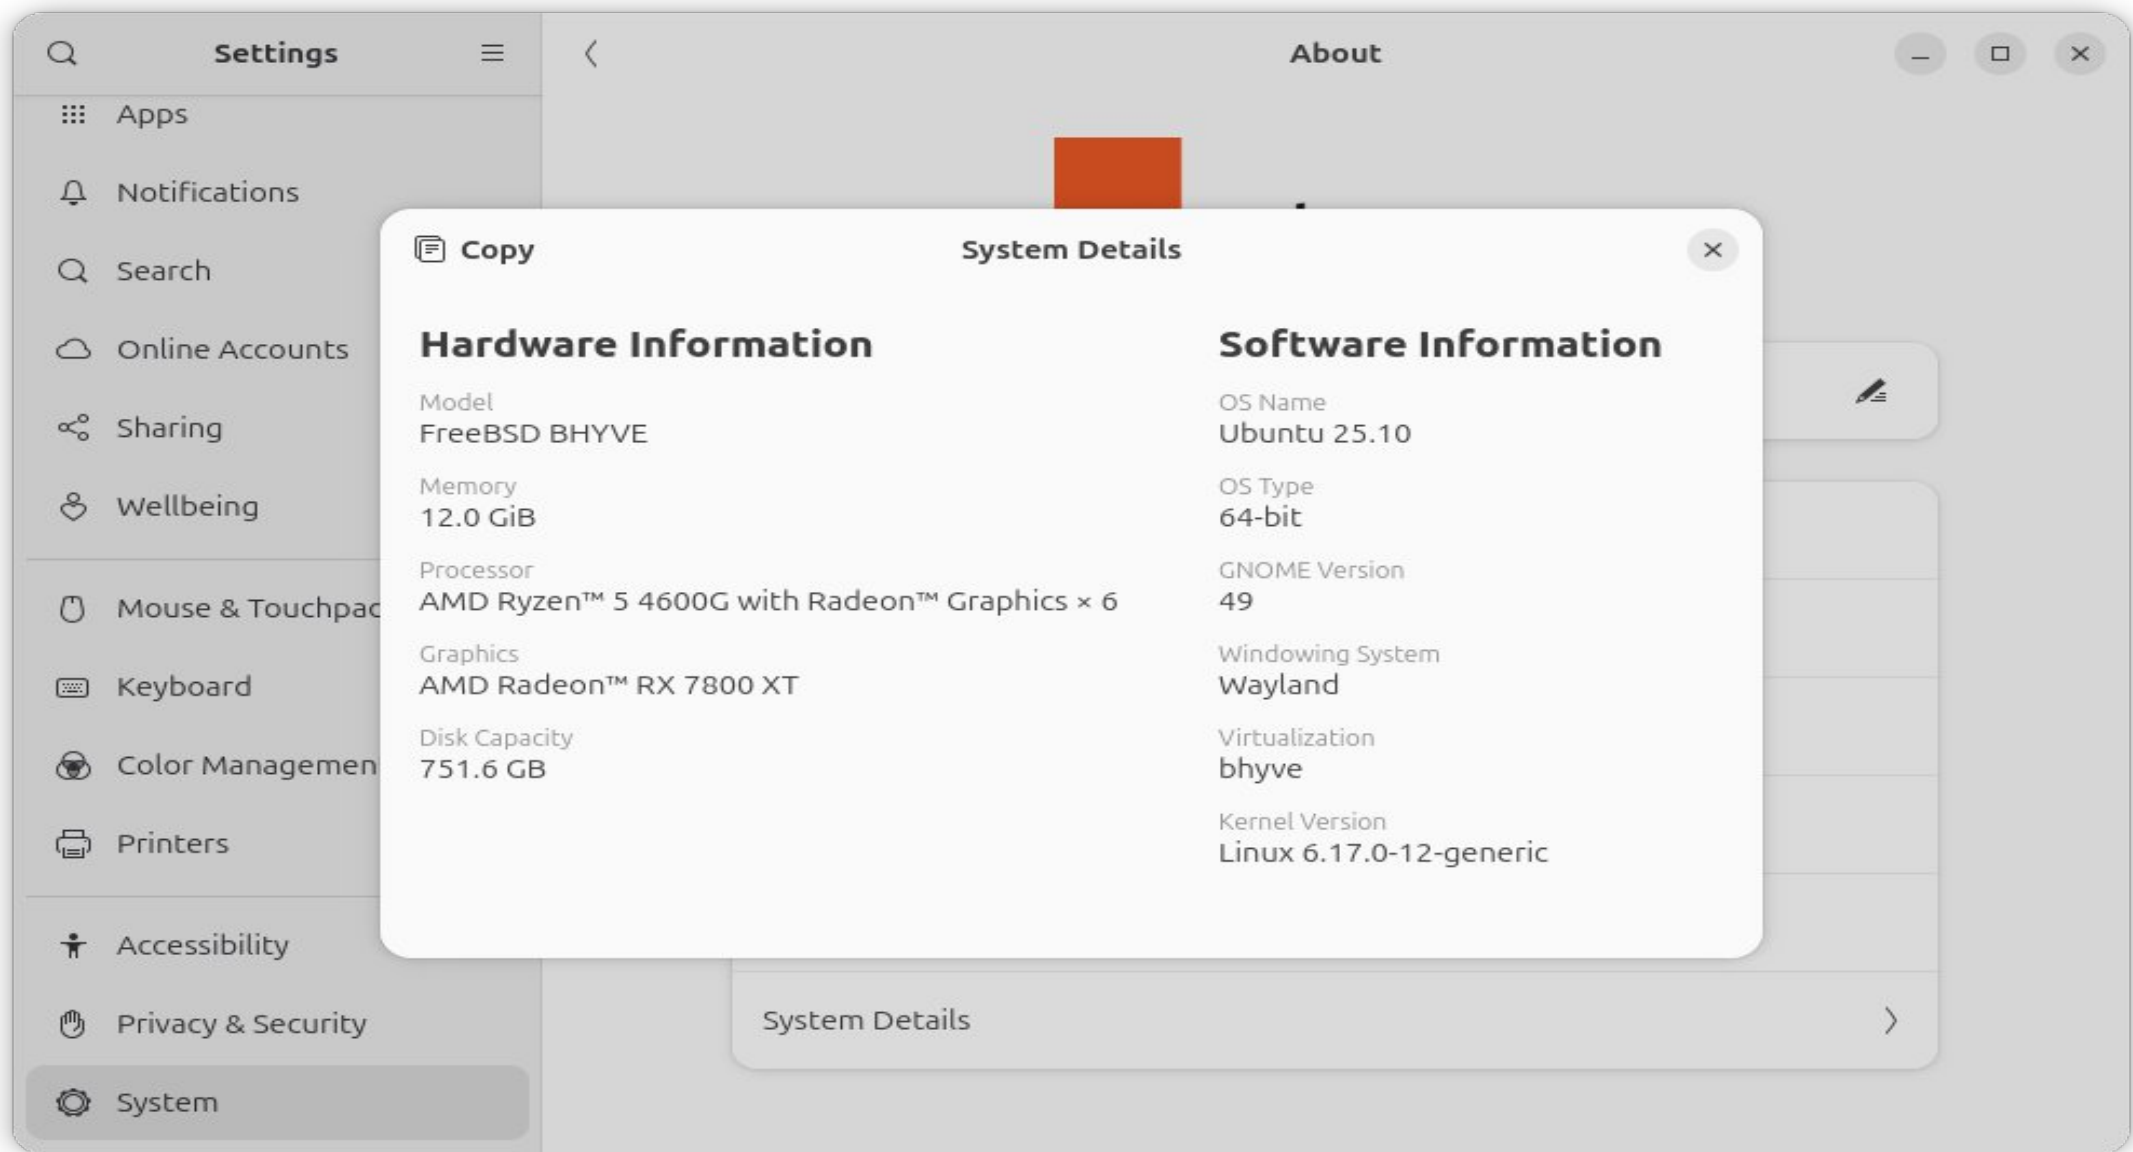 Settings
About
Apps
Notifications
Search
Online Accounts
Sharing
Wellbeing
Mouse & Touchpad
Keyboard
Color Managemen
Printers
Accessibility
Privacy & Security
System
Copy
System Details
Hardware Information
Model
FreeBSD BHYVE
Memory
12.0 GiB
Processor
AMD Ryzen™ 5 4600G with Radeon™ Graphics × 6
Graphics
AMD Radeon™ RX 7800 XT
Disk Capacity
751.6 GB
Software Information
OS Name
Ubuntu 25.10
OS Type
64-bit
GNOME Version
49
Windowing System
Wayland
Virtualization
bhyve
Kernel Version
Linux 6.17.0-12-generic
System Details